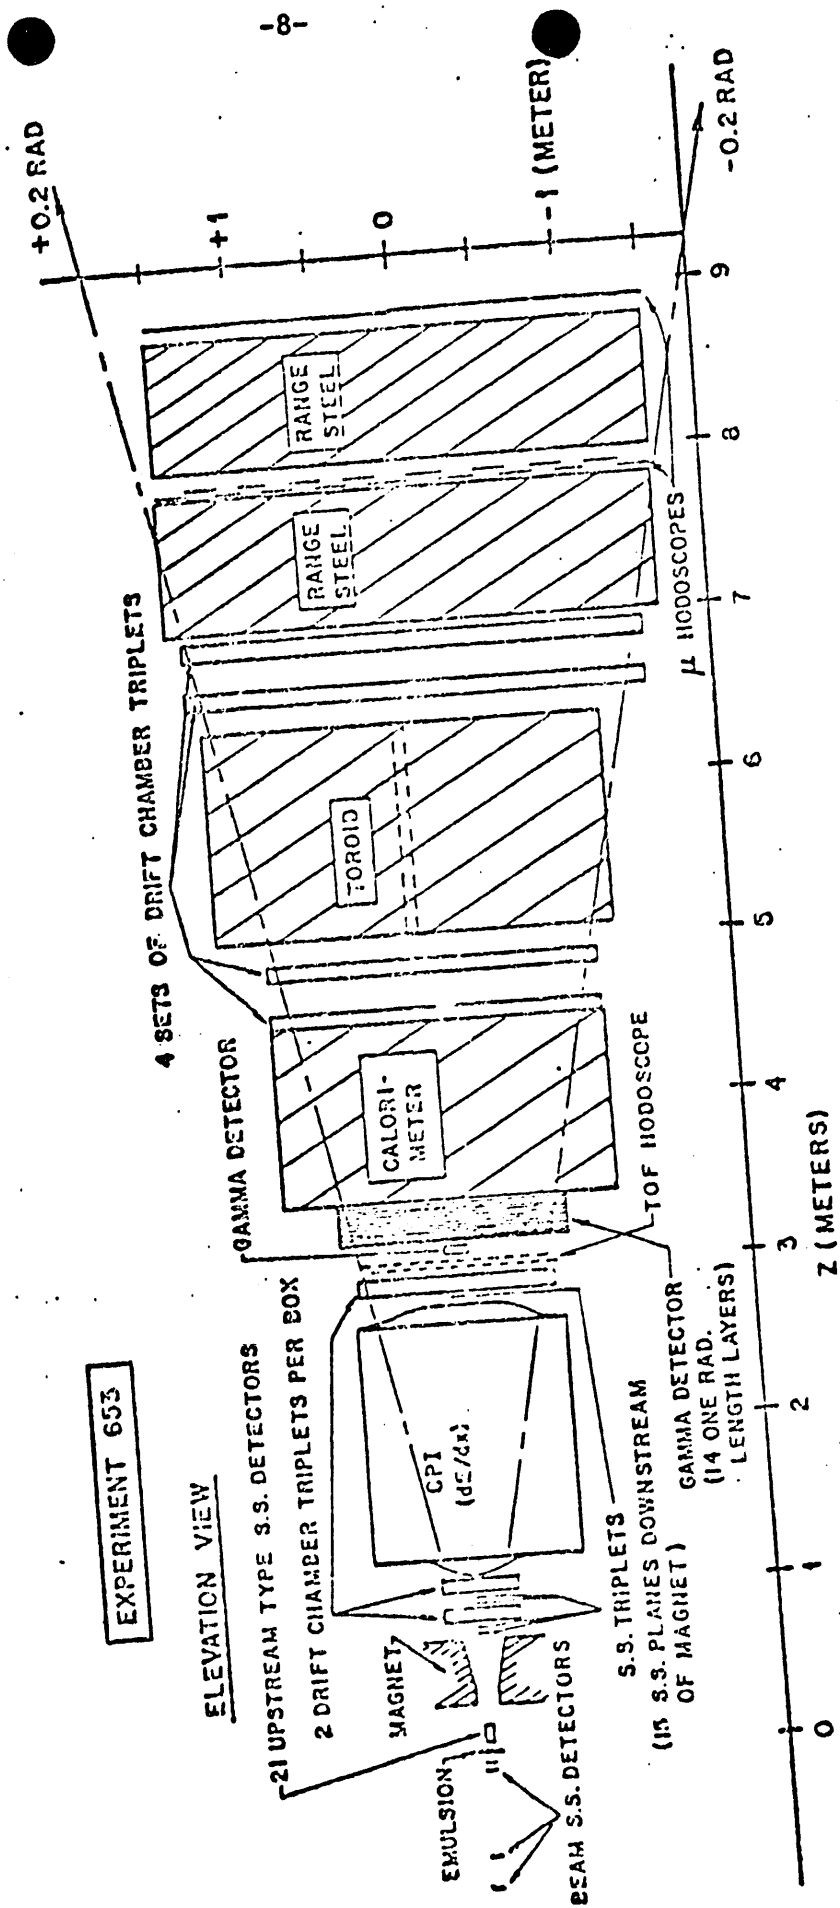 -8-
EXPERIMENT 653
ELEVATION VIEW
21 UPSTREAM TYPE S.S. DETECTORS
2 DRIFT CHAMBER TRIPLETS PER BOX
GAMMA DETECTOR
4 SETS OF DRIFT CHAMBER TRIPLETS
+0.2 RAD
MAGNET
EMULSION
CPI
(dE/dx)
CALORI-
METER
TOROID
RANGE
STEEL
RANGE
STEEL
+1
0
-1 (METER)
-0.2 RAD
BEAM S.S. DETECTORS
S.S. TRIPLETS
(15 S.S. PLANES DOWNSTREAM
OF MAGNET)
GAMMA DETECTOR
(14 ONE RAD.
LENGTH LAYERS)
TOF HODOSCOPE
μ HODOSCOPES
0
1
2
3
4
5
6
7
8
9
Z (METERS)